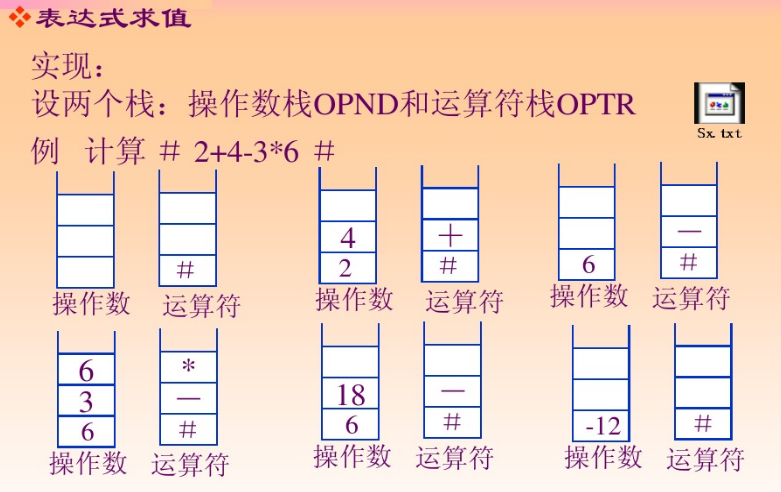 ❖表达式求值
实现：
设两个栈：操作数栈OPND和运算符栈OPTR
Sx.txt
例 计算 # 2+4-3*6 #
#
操作数 运算符
4 +
2 #
操作数 运算符
－
6 #
操作数 运算符
6 *
3 －
6 #
操作数 运算符
18 －
6 #
操作数 运算符
-12 #
操作数 运算符